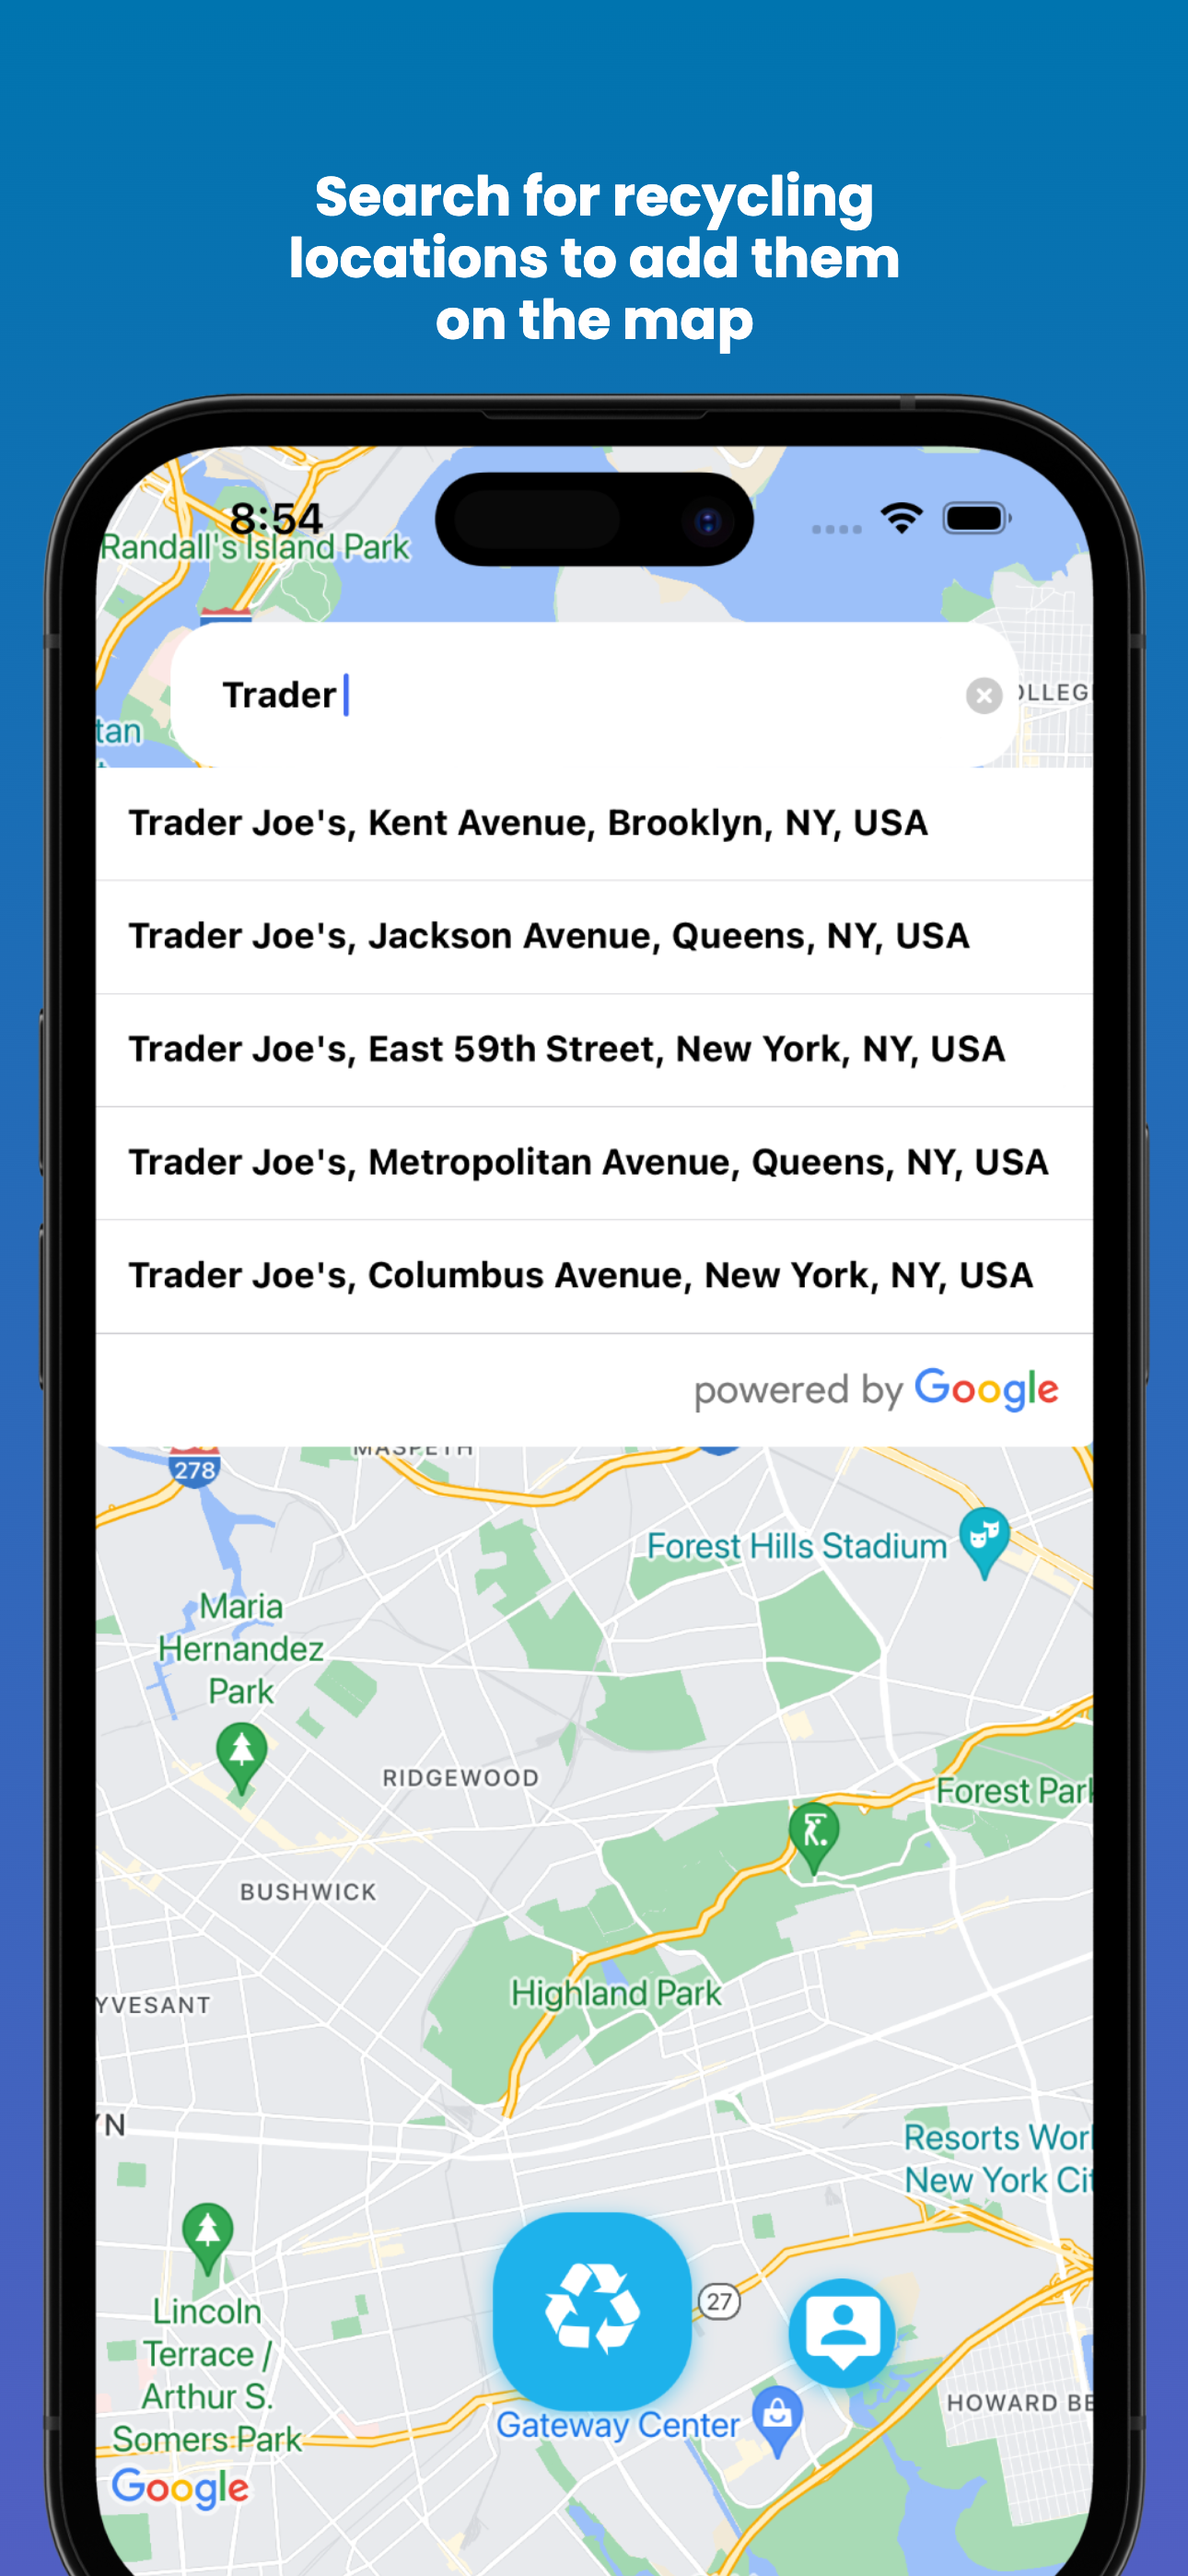 Search for recycling
locations to add them
on the map
8:54
Randall's Island Park
Trader
Trader Joe's, Kent Avenue, Brooklyn, NY, USA
Trader Joe's, Jackson Avenue, Queens, NY, USA
Trader Joe's, East 59th Street, New York, NY, USA
Trader Joe's, Metropolitan Avenue, Queens, NY, USA
Trader Joe's, Columbus Avenue, New York, NY, USA
powered by Google
MASPETH
278
Forest Hills Stadium
Maria
Hernandez
Park
RIDGEWOOD
Forest Park
BUSHWICK
Highland Park
YVESANT
YN
Resorts Worl
New York Cit
Lincoln
Terrace /
Arthur S.
Somers Park
27
HOWARD BE
Gateway Center
Google